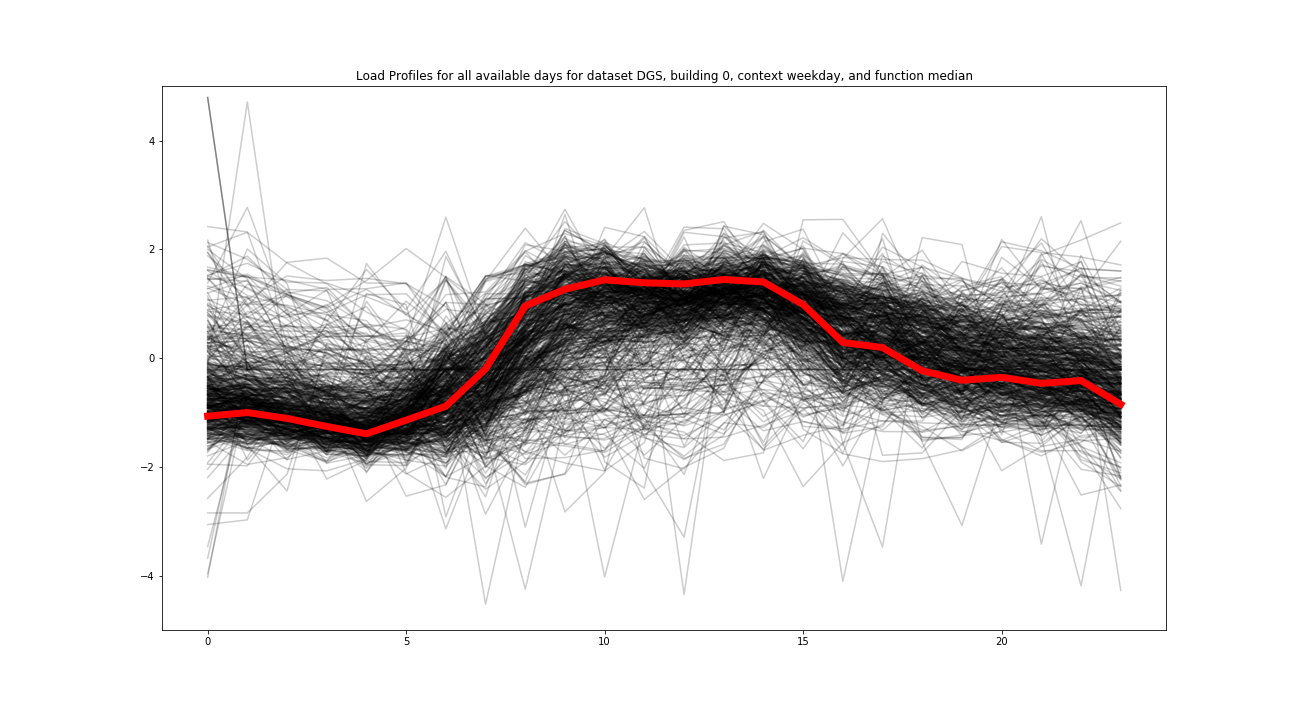 Load Profiles for all available days for dataset DGS, building 0, context weekday, and function median
4
2
0
−2
−4
0 5 10 15 20